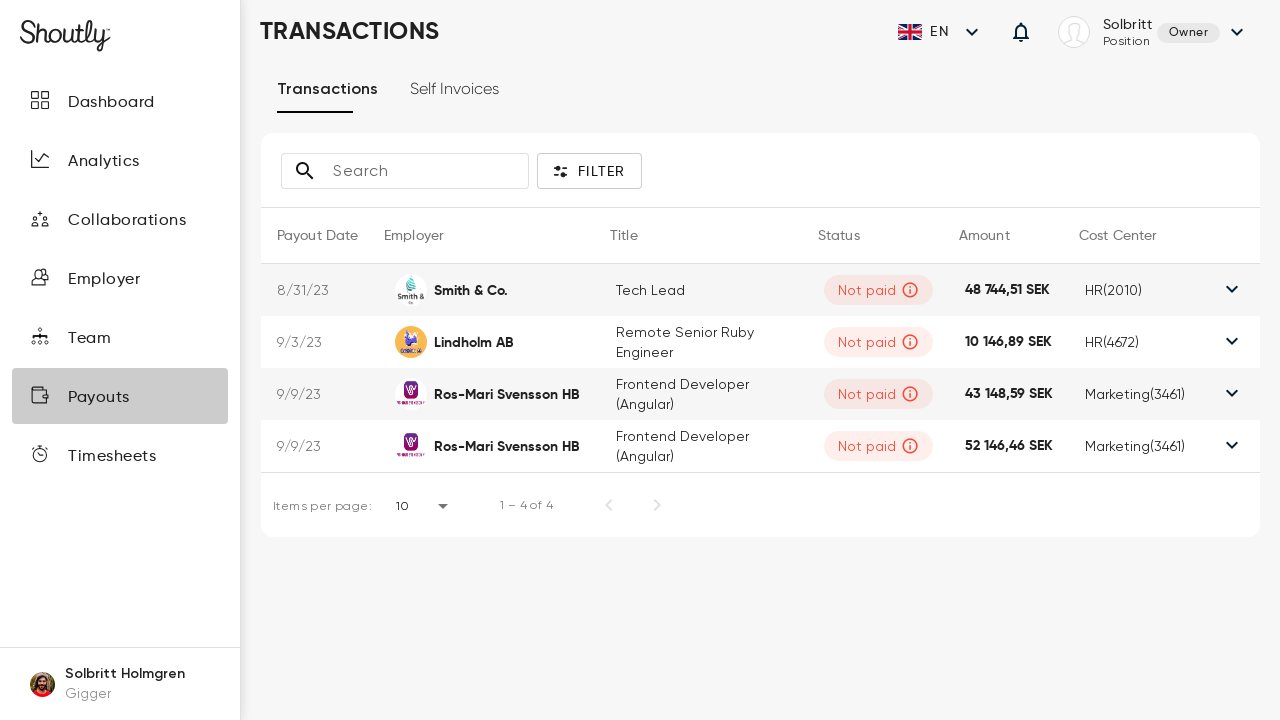 Shoutly
TRANSACTIONS
EN
Solbritt
Position
Owner
Dashboard
Analytics
Collaborations
Employer
Team
Payouts
Timesheets
Transactions
Self Invoices
Search
FILTER
Payout Date Employer Title Status Amount Cost Center
8/31/23 Smith & Co. Tech Lead Not paid 48 744,51 SEK HR(2010)
9/3/23 Lindholm AB Remote Senior Ruby Engineer Not paid 10 146,89 SEK HR(4672)
9/9/23 Ros-Mari Svensson HB Frontend Developer (Angular) Not paid 43 148,59 SEK Marketing(3461)
9/9/23 Ros-Mari Svensson HB Frontend Developer (Angular) Not paid 52 146,46 SEK Marketing(3461)
Items per page: 10 1 – 4 of 4
Solbritt Holmgren
Gigger